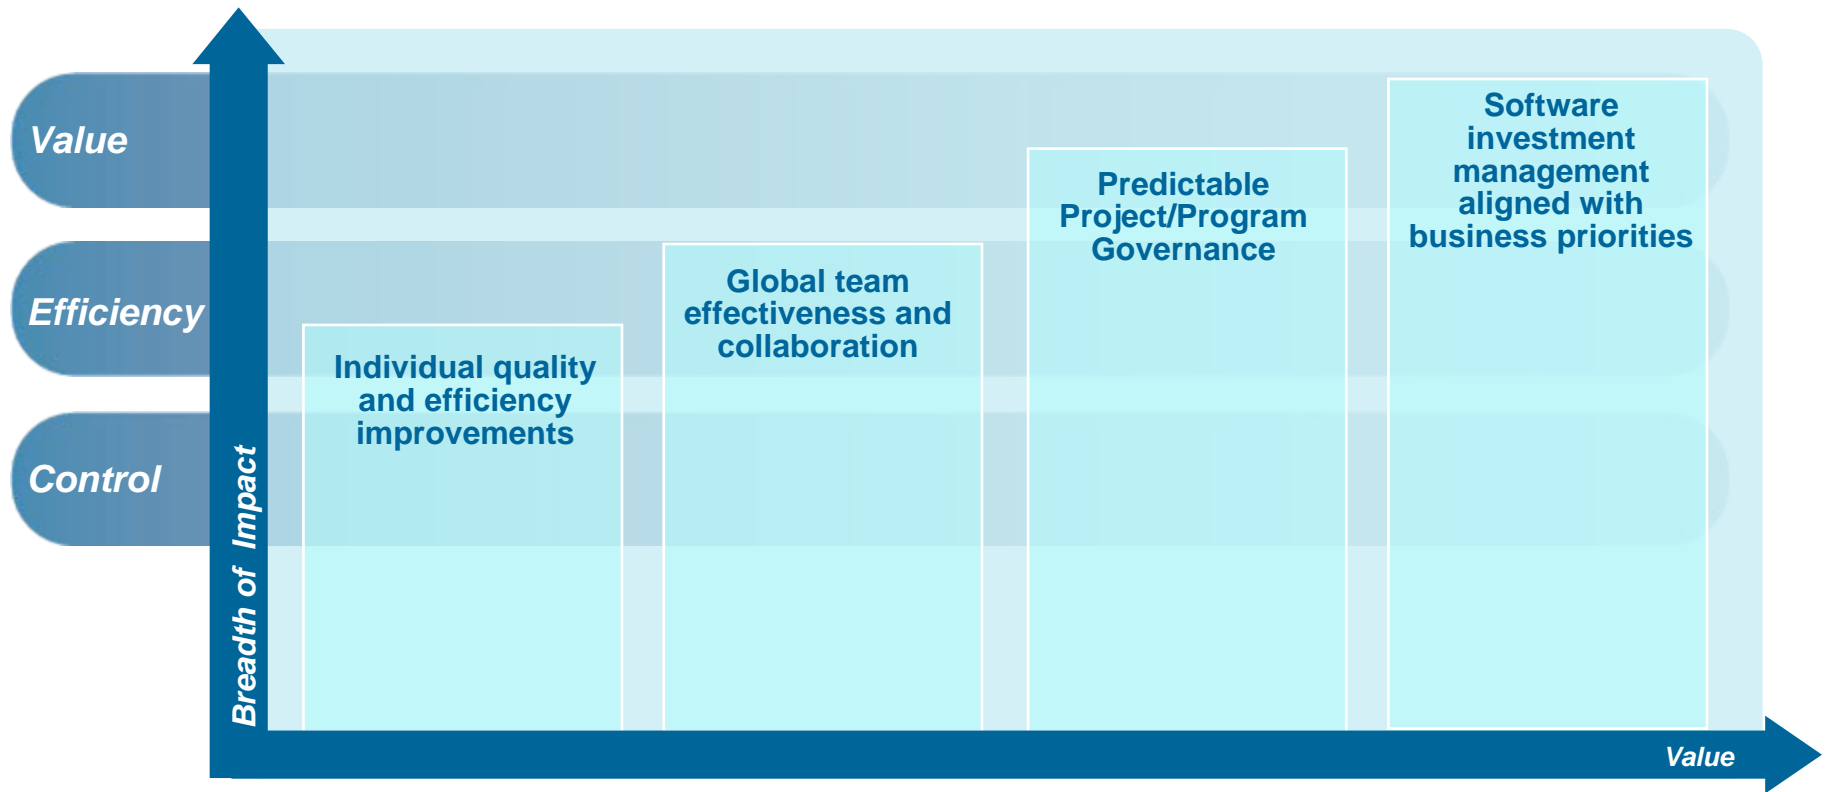 Value
Efficiency
Control
Breadth of Impact
Individual quality
and efficiency
improvements
Global team
effectiveness and
collaboration
Predictable
Project/Program
Governance
Software
investment
management
aligned with
business priorities
Value